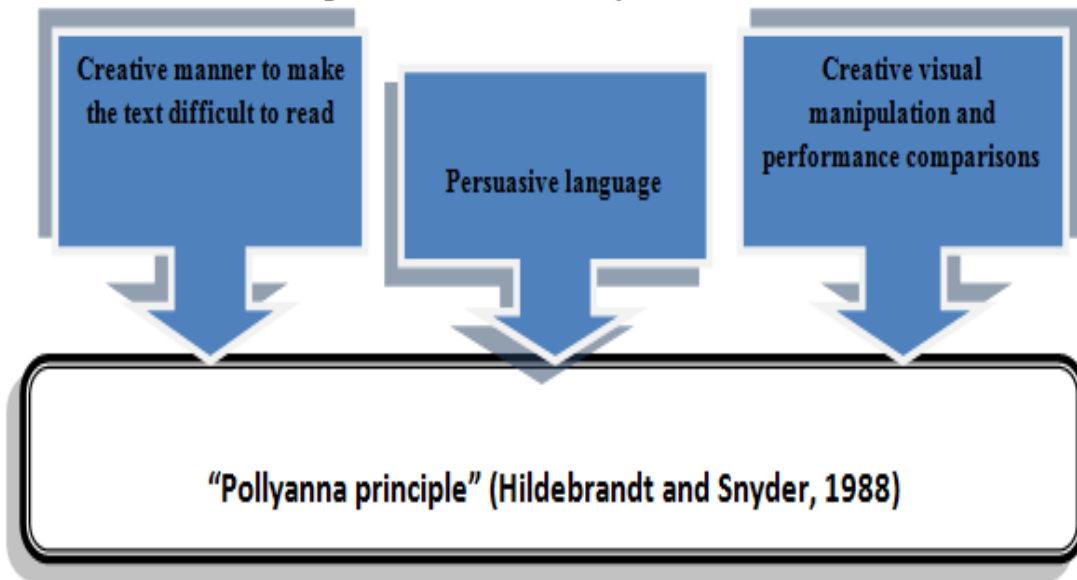 Creative manner to make
the text difficult to read
Persuasive language
Creative visual
manipulation and
performance comparisons
“Pollyanna principle” (Hildebrandt and Snyder, 1988)